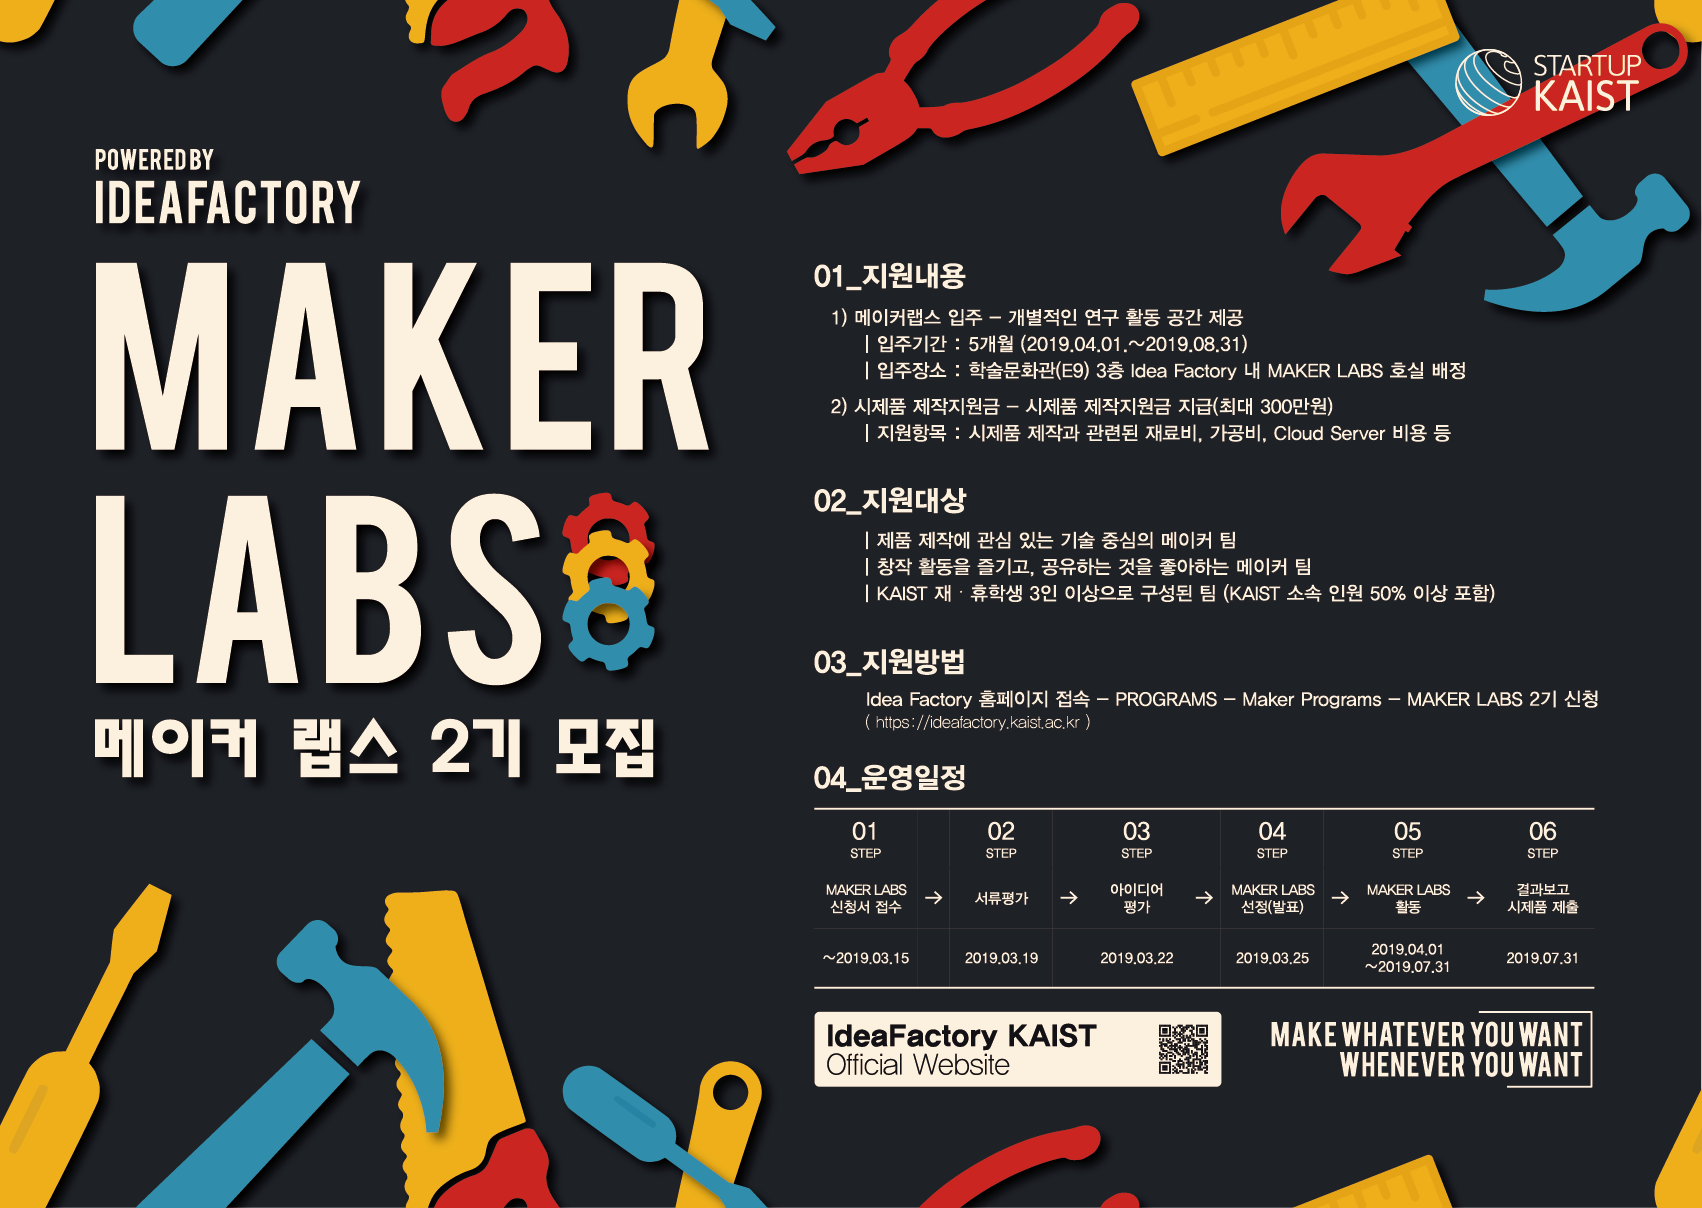 STARTUP
KAIST
POWERED BY
IDEAFACTORY
MAKER
LABS
메이커 랩스 2기 모집
01_지원내용
1) 메이커랩스 입주 – 개별적인 연구 활동 공간 제공
| 입주기간 : 5개월 (2019.04.01.~2019.08.31)
| 입주장소 : 학술문화관(E9) 3층 Idea Factory 내 MAKER LABS 호실 배정
2) 시제품 제작지원금 – 시제품 제작지원금 지급(최대 300만원)
| 지원항목 : 시제품 제작과 관련된 재료비, 가공비, Cloud Server 비용 등
02_지원대상
| 제품 제작에 관심 있는 기술 중심의 메이커 팀
| 창작 활동을 즐기고, 공유하는 것을 좋아하는 메이커 팀
| KAIST 재 · 휴학생 3인 이상으로 구성된 팀 (KAIST 소속 인원 50% 이상 포함)
03_지원방법
Idea Factory 홈페이지 접속 – PROGRAMS – Maker Programs – MAKER LABS 2기 신청
( https://ideafactory.kaist.ac.kr )
04_운영일정
01 02 03 04 05 06
STEP STEP STEP STEP STEP STEP
MAKER LABS
신청서 접수
→
서류평가
→
아이디어
평가
→
MAKER LABS
선정(발표)
→
MAKER LABS
활동
→
결과보고
시제품 제출
~2019.03.15
2019.03.19
2019.03.22
2019.03.25
2019.04.01
~2019.07.31
2019.07.31
IdeaFactory KAIST
Official Website
MAKE WHATEVER YOU WANT
WHENEVER YOU WANT